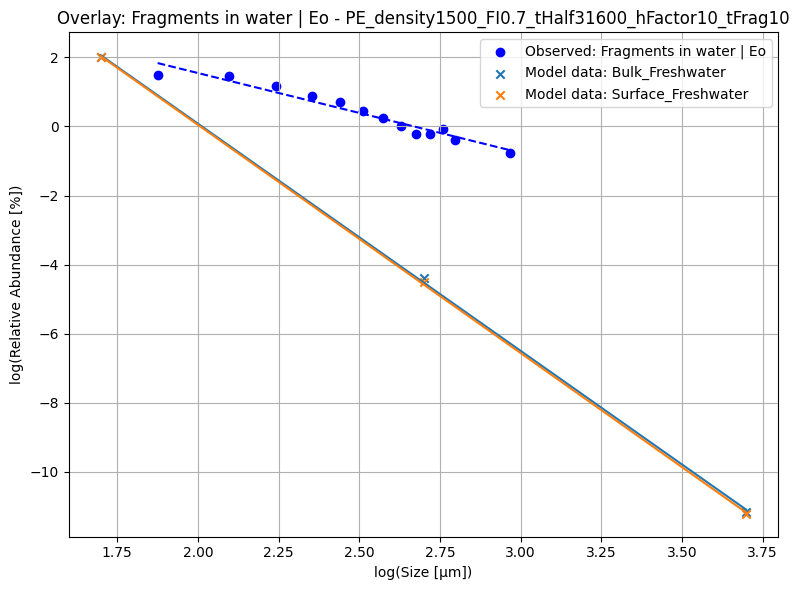 Overlay: Fragments in water | Eo - PE_density1500_FI0.7_tHalf31600_hFactor10_tFrag10
Observed: Fragments in water | Eo
Model data: Bulk_Freshwater
Model data: Surface_Freshwater
log(Relative Abundance [%])
2
0
−2
−4
−6
−8
−10
1.75 2.00 2.25 2.50 2.75 3.00 3.25 3.50 3.75
log(Size [µm])